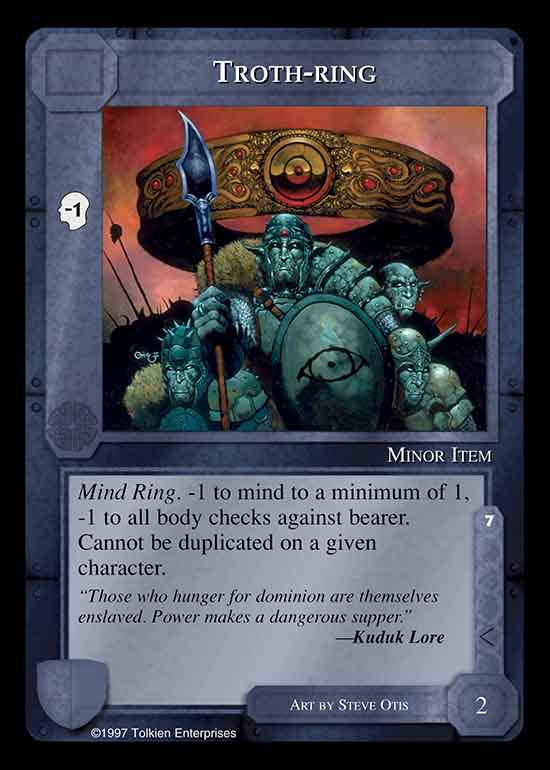 Troth-ring
-1
Minor Item
Mind Ring. -1 to mind to a minimum of 1,
-1 to all body checks against bearer.
Cannot be duplicated on a given
character.
7
“Those who hunger for dominion are themselves
enslaved. Power makes a dangerous supper.”
—Kuduk Lore
Art by Steve Otis
2
©1997 Tolkien Enterprises